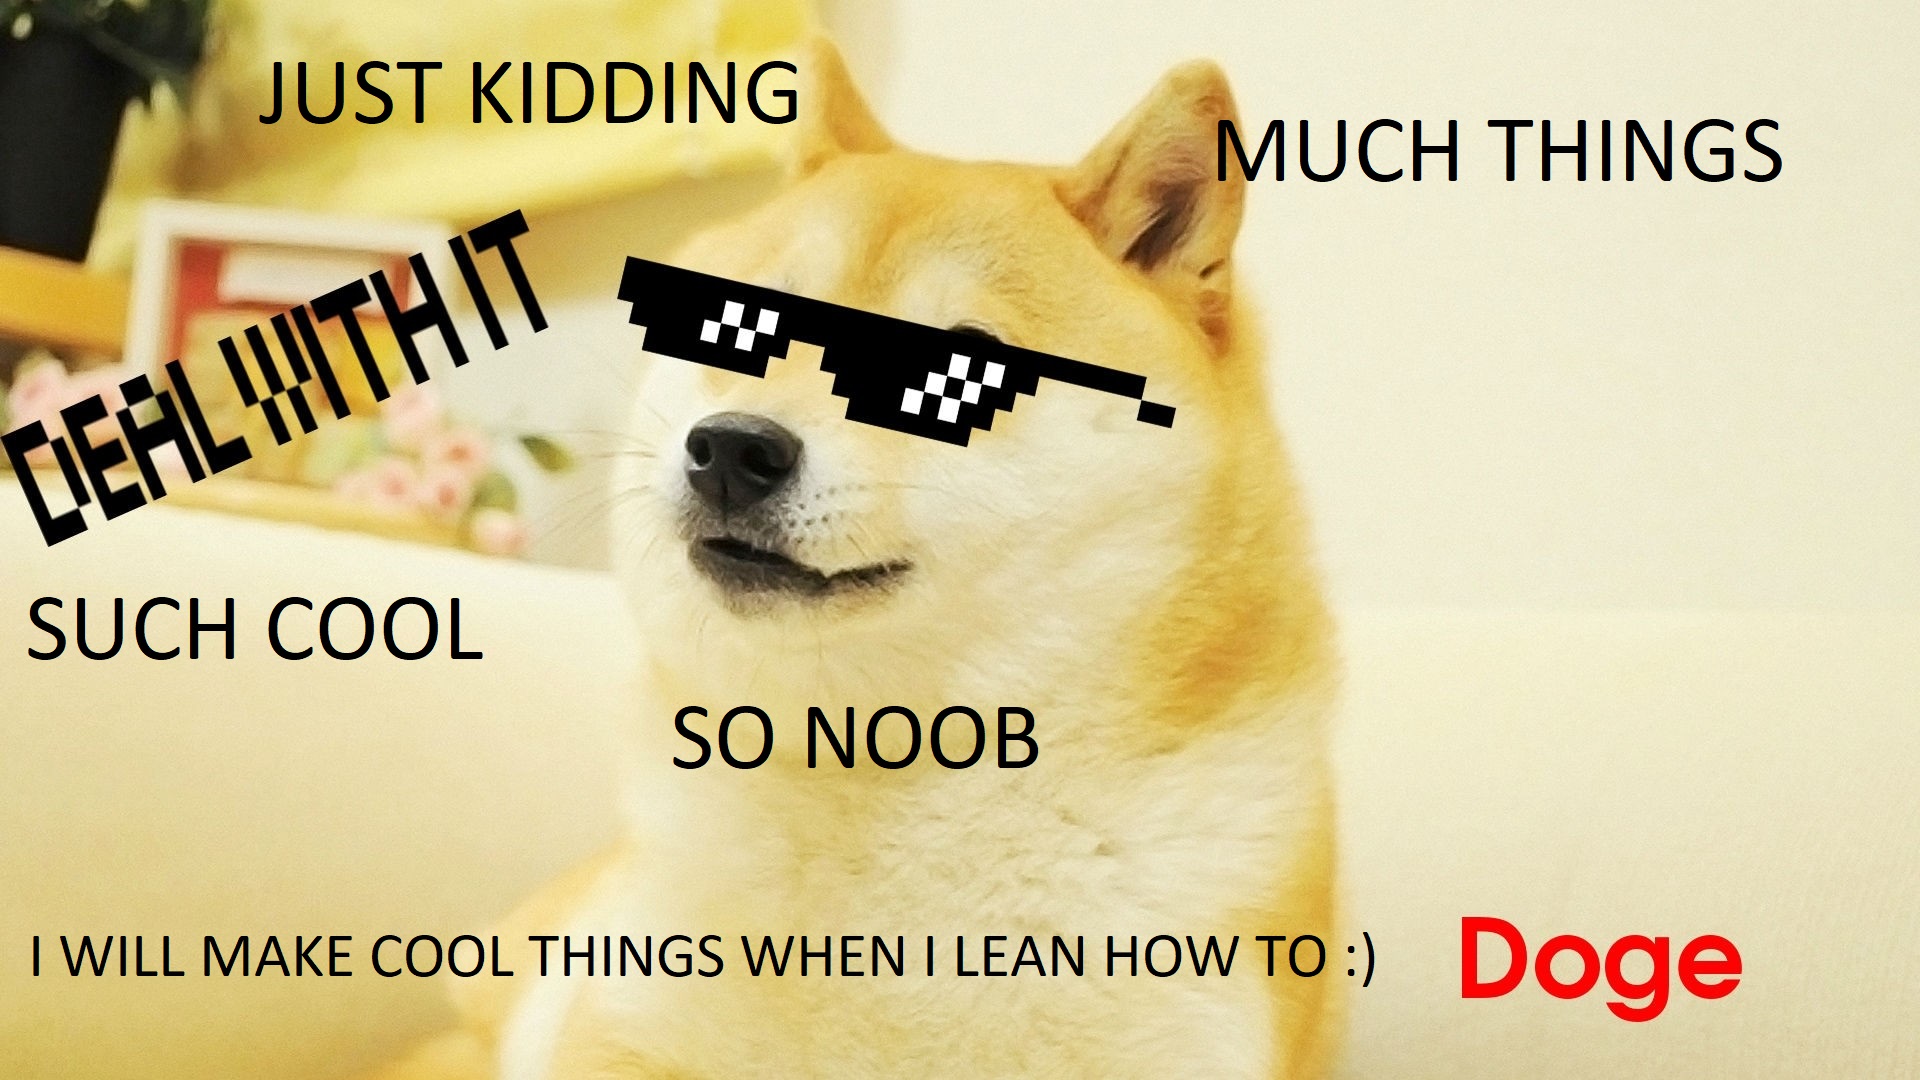 JUST KIDDING
MUCH THINGS
DEAL WITH IT
SUCH COOL
SO NOOB
I WILL MAKE COOL THINGS WHEN I LEAN HOW TO :)
Doge